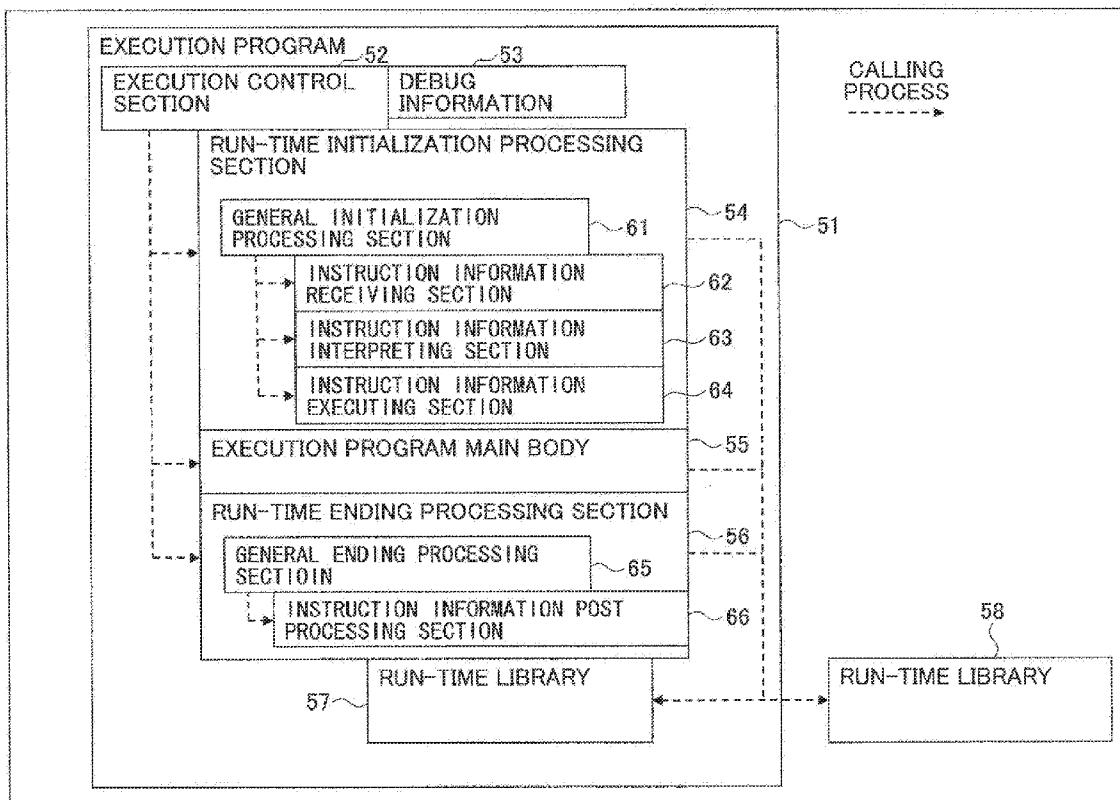 EXECUTION PROGRAM
52
53
EXECUTION CONTROL
SECTION
DEBUG
INFORMATION
CALLING
PROCESS
RUN-TIME INITIALIZATION PROCESSING
SECTION
54
51
GENERAL INITIALIZATION
PROCESSING SECTION
61
INSTRUCTION INFORMATION
RECEIVING SECTION
62
INSTRUCTION INFORMATION
INTERPRETING SECTION
63
INSTRUCTION INFORMATION
EXECUTING SECTION
64
EXECUTION PROGRAM MAIN BODY
55
RUN-TIME ENDING PROCESSING SECTION
56
GENERAL ENDING PROCESSING
SECTIOIN
65
INSTRUCTION INFORMATION POST
PROCESSING SECTION
66
58
RUN-TIME LIBRARY
57
RUN-TIME LIBRARY